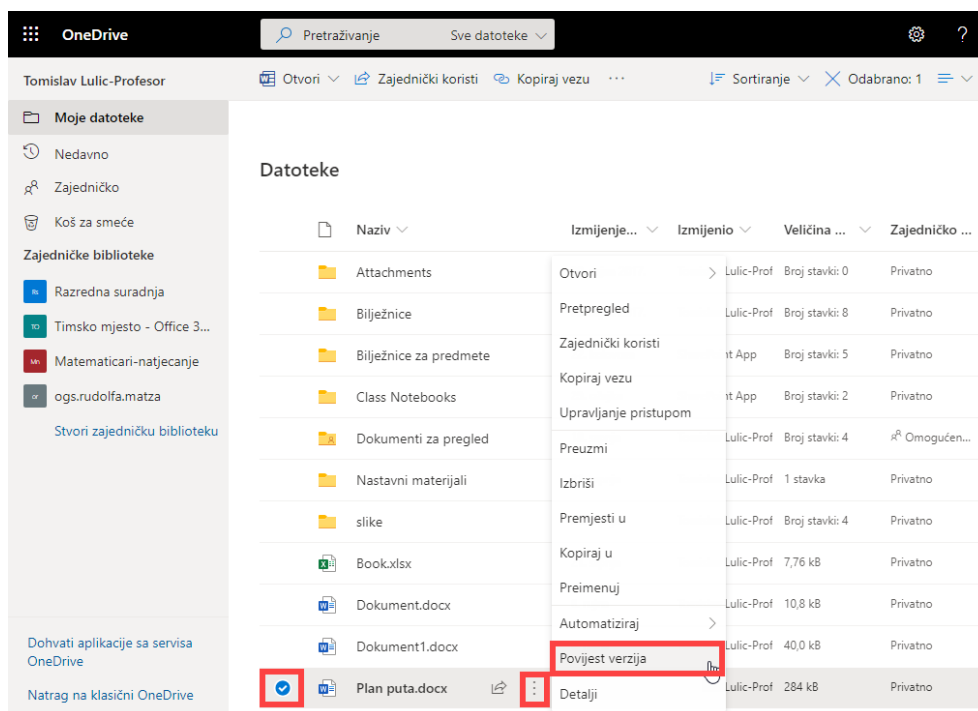 OneDrive
Pretraživanje Sve datoteke
?
Tomislav Lulic-Profesor
Otvori Zajednički koristi Kopiraj vezu ··· Sortiranje Odabrano: 1
Moje datoteke
Nedavno
Zajedničko
Koš za smeće
Zajedničke biblioteke
Rs Razredna suradnja
TO Timsko mjesto - Office 3...
Mn Matematicari-natjecanje
or ogs.rudolfa.matza
Stvori zajedničku biblioteku
Dohvati aplikacije sa servisa
OneDrive
Natrag na klasični OneDrive
Datoteke
Naziv Izmijenje... Izmijenio Veličina ... Zajedničko ...
Attachments Lulic-Prof Broj stavki: 0 Privatno
Bilježnice Lulic-Prof Broj stavki: 8 Privatno
Bilježnice za predmete nt App Broj stavki: 5 Privatno
Class Notebooks nt App Broj stavki: 2 Privatno
Dokumenti za pregled Lulic-Prof Broj stavki: 4 Omogućen...
Nastavni materijali Lulic-Prof 1 stavka Privatno
slike Lulic-Prof Broj stavki: 4 Privatno
Book.xlsx Lulic-Prof 7,76 kB Privatno
Dokument.docx Lulic-Prof 10,8 kB Privatno
Dokument1.docx Lulic-Prof 40,0 kB Privatno
Plan puta.docx Lulic-Prof 284 kB Privatno
Otvori
Pretpregled
Zajednički koristi
Kopiraj vezu
Upravljanje pristupom
Preuzmi
Izbriši
Premjesti u
Kopiraj u
Preimenuj
Automatiziraj
Povijest verzija
Detalji